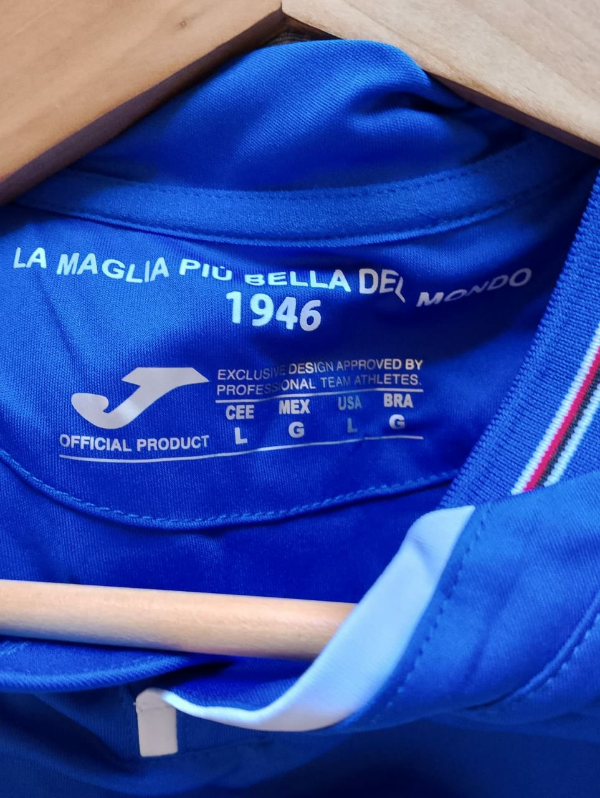 LA MAGLIA PIÙ BELLA DEL MONDO
1946
EXCLUSIVE DESIGN APPROVED BY
PROFESSIONAL TEAM ATHLETES.
CEE MEX USA BRA
L G L G
OFFICIAL PRODUCT